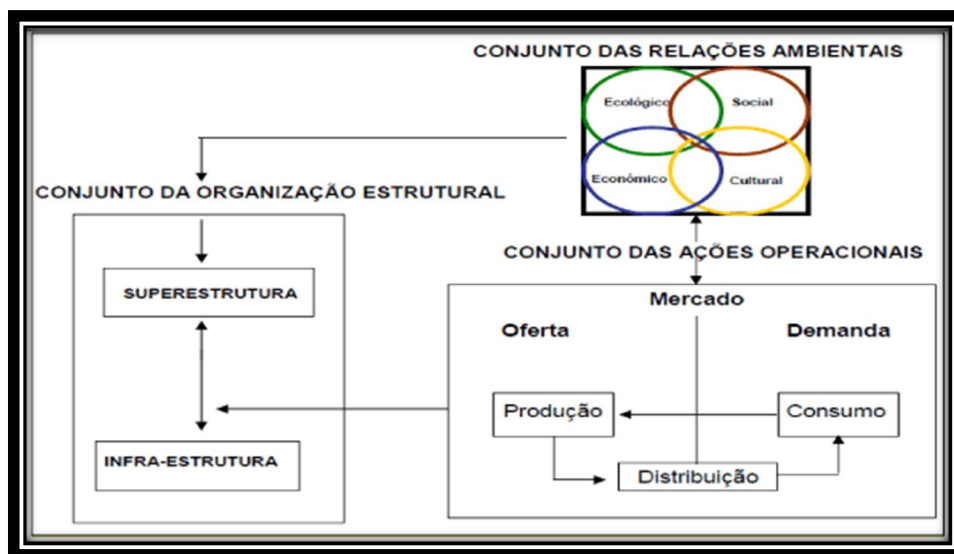 CONJUNTO DAS RELAÇÕES AMBIENTAIS
Ecológico
Social
Econômico
Cultural
CONJUNTO DA ORGANIZAÇÃO ESTRUTURAL
SUPERESTRUTURA
INFRA-ESTRUTURA
CONJUNTO DAS AÇÕES OPERACIONAIS
Mercado
Oferta
Demanda
Produção
Consumo
Distribuição